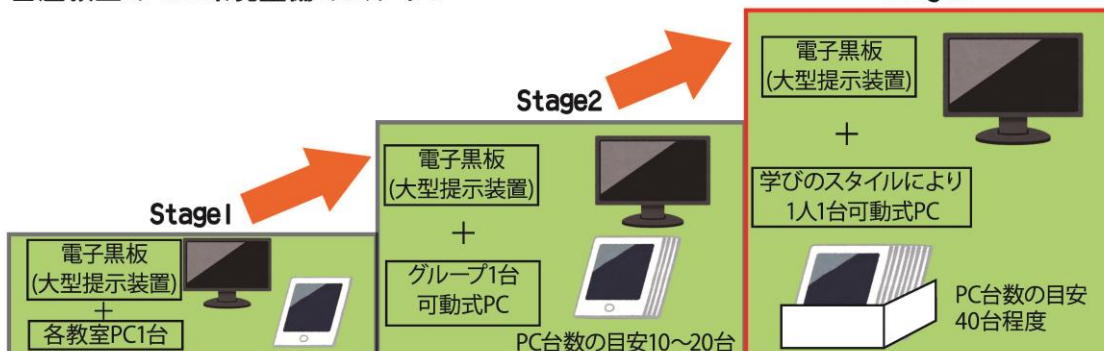 Stage1
電子黒板
(大型提示装置)
+
各教室PC1台
Stage2
電子黒板
(大型提示装置)
+
グループ1台
可動式PC
PC台数の目安10〜20台
電子黒板
(大型提示装置)
+
学びのスタイルにより
1人1台可動式PC
PC台数の目安
40台程度